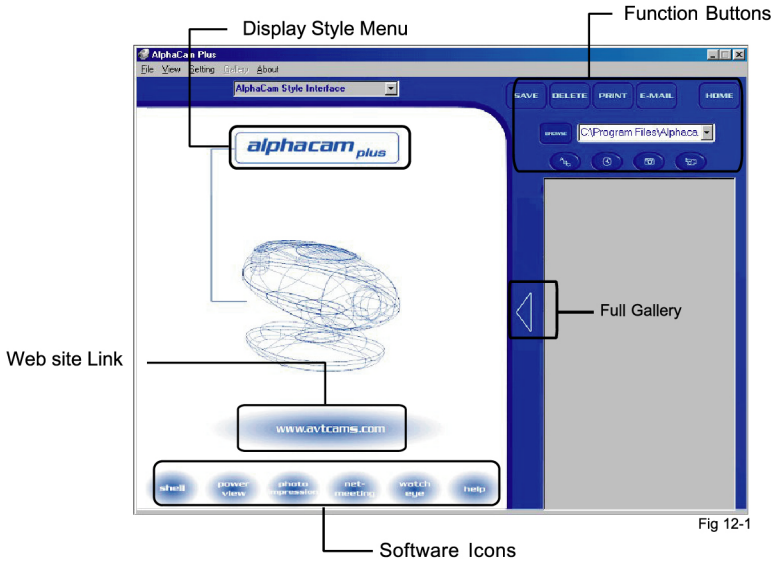 Function Buttons
Display Style Menu
AlphaCam Plus
File View Setting Gallery About
AlphaCam Style Interface
SAVE DELETE PRINT E-MAIL HOME
BROWSE C:\Program Files\Alphaca
alphacam plus
Full Gallery
Web site Link
www.avtcams.com
shell power view photo impression net-meeting watch eye help
Fig 12-1
Software Icons